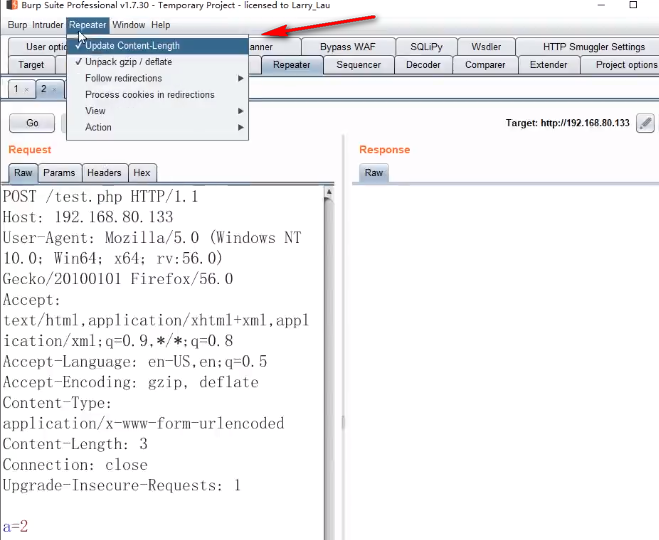 Burp Suite Professional v1.7.30 - Temporary Project - licensed to Larry_Lau
Burp Intruder Repeater Window Help
User optio anner Bypass WAF SQLiPy Wsdler HTTP Smuggler Settings
Target Repeater Sequencer Decoder Comparer Extender Project options
✓ Update Content-Length
✓ Unpack gzip / deflate
Follow redirections
Process cookies in redirections
View
Action
1 × 2 ×
Go
Target: http://192.168.80.133
Request
Raw Params Headers Hex
POST /test.php HTTP/1.1
Host: 192.168.80.133
User-Agent: Mozilla/5.0 (Windows NT
10.0; Win64; x64; rv:56.0)
Gecko/20100101 Firefox/56.0
Accept:
text/html,application/xhtml+xml,appl
ication/xml;q=0.9,*/*;q=0.8
Accept-Language: en-US,en;q=0.5
Accept-Encoding: gzip, deflate
Content-Type:
application/x-www-form-urlencoded
Content-Length: 3
Connection: close
Upgrade-Insecure-Requests: 1
a=2
Response
Raw